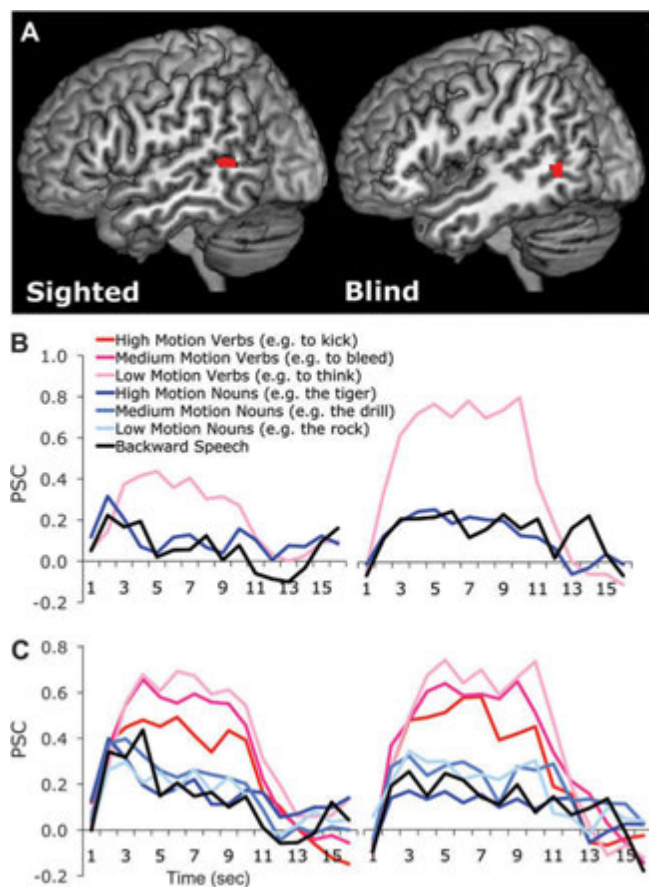 A
Sighted
Blind
B
High Motion Verbs (e.g. to kick)
Medium Motion Verbs (e.g. to bleed)
Low Motion Verbs (e.g. to think)
High Motion Nouns (e.g. the tiger)
Medium Motion Nouns (e.g. the drill)
Low Motion Nouns (e.g. the rock)
Backward Speech
1.0
0.8
0.6
0.4
0.2
0.0
-0.2
PSC
1 3 5 7 9 11 13 15
1 3 5 7 9 11 13 15
C
0.8
0.6
0.4
0.2
0.0
-0.2
PSC
1 3 5 7 9 11 13 15
1 3 5 7 9 11 13 15
Time (sec)